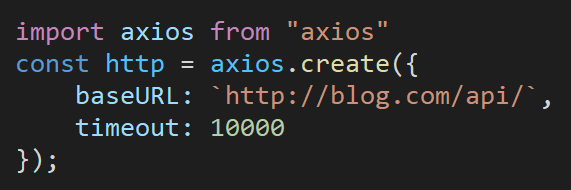 import axios from "axios"
const http = axios.create({
    baseURL: `http://blog.com/api/`,
    timeout: 10000
});